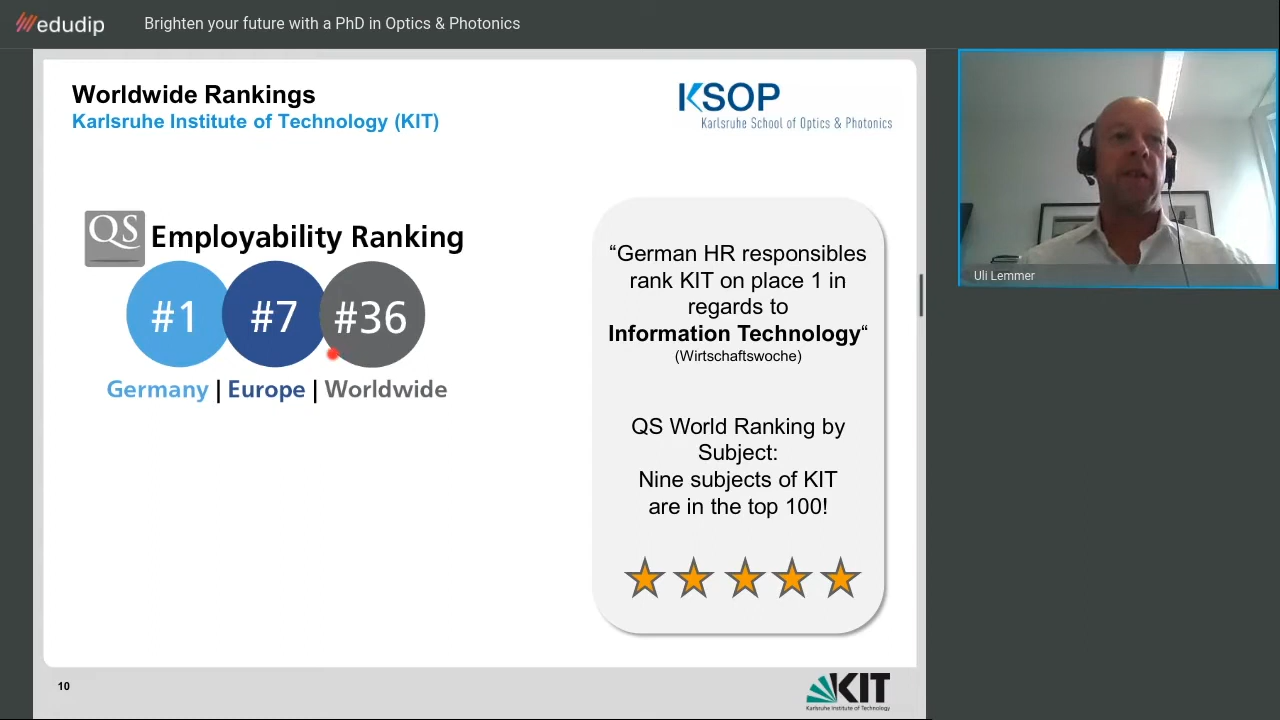 edudip
Brighten your future with a PhD in Optics & Photonics
Worldwide Rankings
Karlsruhe Institute of Technology (KIT)
KSOP
Karlsruhe School of Optics & Photonics
QS Employability Ranking
#1 #7 #36
Germany | Europe | Worldwide
“German HR responsibles
rank KIT on place 1 in
regards to
Information Technology“
(Wirtschaftswoche)
QS World Ranking by
Subject:
Nine subjects of KIT
are in the top 100!
Uli Lemmer
10
KIT
Karlsruhe Institute of Technology